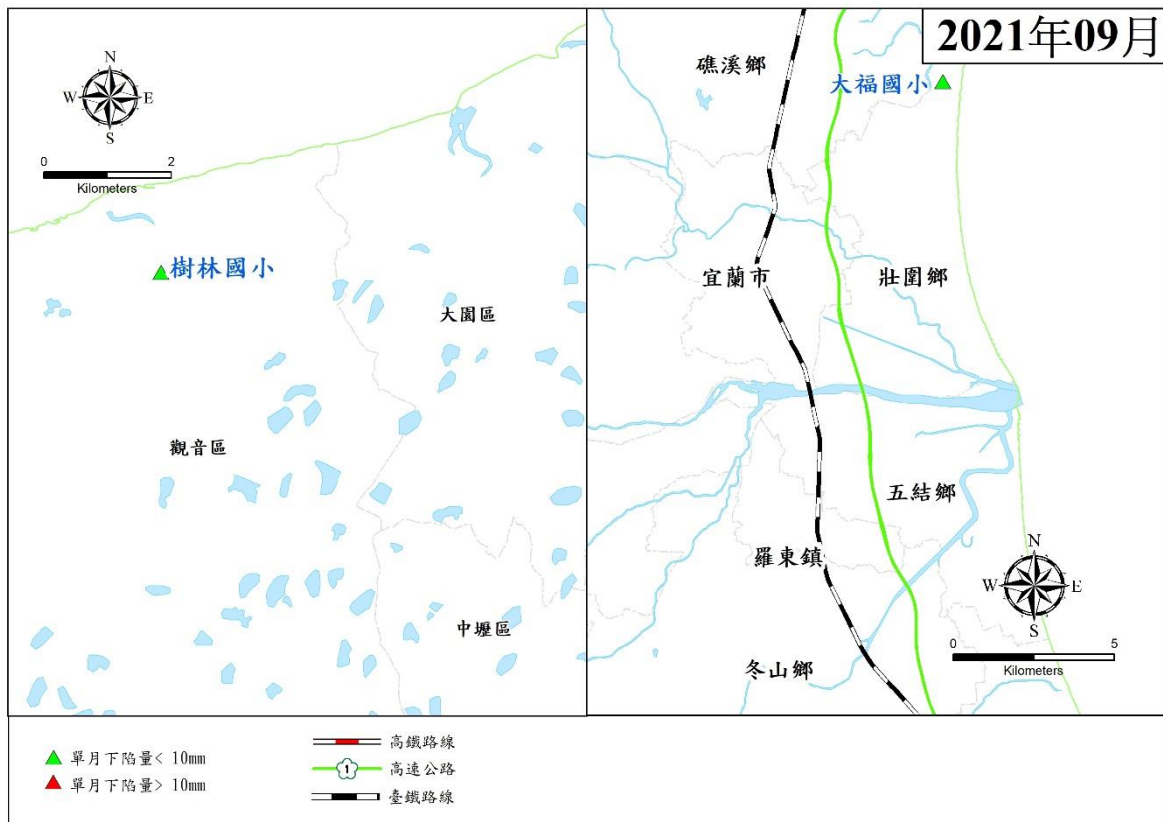 2021年09月
N
W E
S
0 2
Kilometers
樹林國小
大園區
觀音區
中壢區
礁溪鄉
大福國小
宜蘭市
壯圍鄉
五結鄉
羅東鎮
冬山鄉
N
W E
S
0 5
Kilometers
單月下陷量< 10mm
單月下陷量> 10mm
高鐵路線
1 高速公路
臺鐵路線